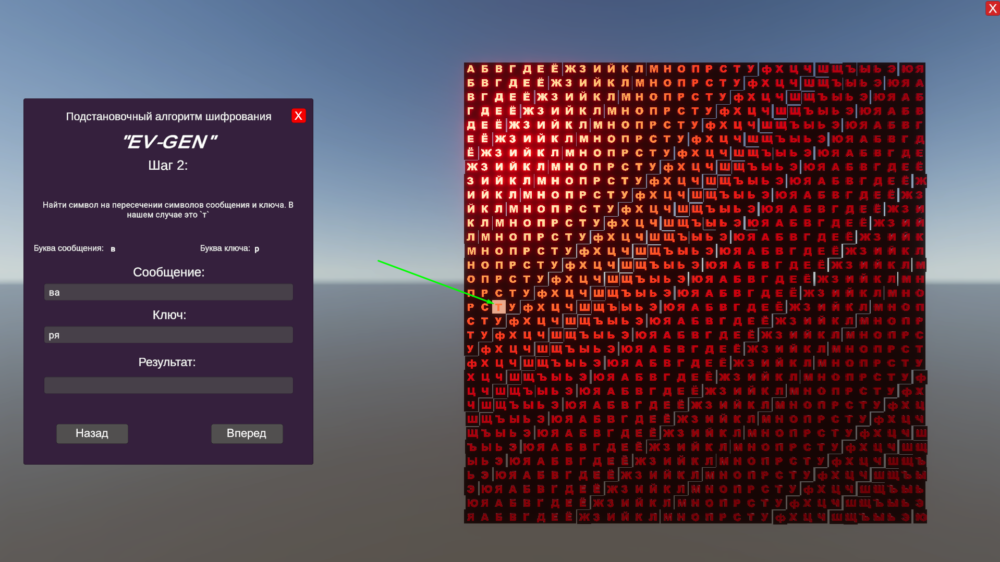 X
Подстановочный алгоритм шифрования
X
"EV-GEN"
Шаг 2:
Найти символ на пересечении символов сообщения и ключа. В
нашем случае это `т`
Буква сообщения: в
Буква ключа: р
Сообщение:
ва
Ключ:
ря
Результат:
Назад
Вперед
А Б В Г Д Е Ё Ж З И Й К Л М Н О П Р С Т У ф Х Ц Ч Ш Щ Ъ Ы Ь Э Ю Я
Б В Г Д Е Ё Ж З И Й К Л М Н О П Р С Т У ф Х Ц Ч Ш Щ Ъ Ы Ь Э Ю Я А
В Г Д Е Ё Ж З И Й К Л М Н О П Р С Т У ф Х Ц Ч Ш Щ Ъ Ы Ь Э Ю Я А Б
Г Д Е Ё Ж З И Й К Л М Н О П Р С Т У ф Х Ц Ч Ш Щ Ъ Ы Ь Э Ю Я А Б В
Д Е Ё Ж З И Й К Л М Н О П Р С Т У ф Х Ц Ч Ш Щ Ъ Ы Ь Э Ю Я А Б В Г
Е Ё Ж З И Й К Л М Н О П Р С Т У ф Х Ц Ч Ш Щ Ъ Ы Ь Э Ю Я А Б В Г Д
Ё Ж З И Й К Л М Н О П Р С Т У ф Х Ц Ч Ш Щ Ъ Ы Ь Э Ю Я А Б В Г Д Е
Ж З И Й К Л М Н О П Р С Т У ф Х Ц Ч Ш Щ Ъ Ы Ь Э Ю Я А Б В Г Д Е Ё
З И Й К Л М Н О П Р С Т У ф Х Ц Ч Ш Щ Ъ Ы Ь Э Ю Я А Б В Г Д Е Ё Ж
И Й К Л М Н О П Р С Т У ф Х Ц Ч Ш Щ Ъ Ы Ь Э Ю Я А Б В Г Д Е Ё Ж З
Й К Л М Н О П Р С Т У ф Х Ц Ч Ш Щ Ъ Ы Ь Э Ю Я А Б В Г Д Е Ё Ж З И
К Л М Н О П Р С Т У ф Х Ц Ч Ш Щ Ъ Ы Ь Э Ю Я А Б В Г Д Е Ё Ж З И Й
Л М Н О П Р С Т У ф Х Ц Ч Ш Щ Ъ Ы Ь Э Ю Я А Б В Г Д Е Ё Ж З И Й К
М Н О П Р С Т У ф Х Ц Ч Ш Щ Ъ Ы Ь Э Ю Я А Б В Г Д Е Ё Ж З И Й К Л
Н О П Р С Т У ф Х Ц Ч Ш Щ Ъ Ы Ь Э Ю Я А Б В Г Д Е Ё Ж З И Й К Л М
О П Р С Т У ф Х Ц Ч Ш Щ Ъ Ы Ь Э Ю Я А Б В Г Д Е Ё Ж З И Й К Л М Н
П Р С Т У ф Х Ц Ч Ш Щ Ъ Ы Ь Э Ю Я А Б В Г Д Е Ё Ж З И Й К Л М Н О
Р С Т У ф Х Ц Ч Ш Щ Ъ Ы Ь Э Ю Я А Б В Г Д Е Ё Ж З И Й К Л М Н О П
С Т У ф Х Ц Ч Ш Щ Ъ Ы Ь Э Ю Я А Б В Г Д Е Ё Ж З И Й К Л М Н О П Р
Т У ф Х Ц Ч Ш Щ Ъ Ы Ь Э Ю Я А Б В Г Д Е Ё Ж З И Й К Л М Н О П Р С
У ф Х Ц Ч Ш Щ Ъ Ы Ь Э Ю Я А Б В Г Д Е Ё Ж З И Й К Л М Н О П Р С Т
ф Х Ц Ч Ш Щ Ъ Ы Ь Э Ю Я А Б В Г Д Е Ё Ж З И Й К Л М Н О П Р С Т У
Х Ц Ч Ш Щ Ъ Ы Ь Э Ю Я А Б В Г Д Е Ё Ж З И Й К Л М Н О П Р С Т У ф
Ц Ч Ш Щ Ъ Ы Ь Э Ю Я А Б В Г Д Е Ё Ж З И Й К Л М Н О П Р С Т У ф Х
Ч Ш Щ Ъ Ы Ь Э Ю Я А Б В Г Д Е Ё Ж З И Й К Л М Н О П Р С Т У ф Х Ц
Ш Щ Ъ Ы Ь Э Ю Я А Б В Г Д Е Ё Ж З И Й К Л М Н О П Р С Т У ф Х Ц Ч
Щ Ъ Ы Ь Э Ю Я А Б В Г Д Е Ё Ж З И Й К Л М Н О П Р С Т У ф Х Ц Ч Ш
Ъ Ы Ь Э Ю Я А Б В Г Д Е Ё Ж З И Й К Л М Н О П Р С Т У ф Х Ц Ч Ш Щ
Ы Ь Э Ю Я А Б В Г Д Е Ё Ж З И Й К Л М Н О П Р С Т У ф Х Ц Ч Ш Щ Ъ
Ь Э Ю Я А Б В Г Д Е Ё Ж З И Й К Л М Н О П Р С Т У ф Х Ц Ч Ш Щ Ъ Ы
Э Ю Я А Б В Г Д Е Ё Ж З И Й К Л М Н О П Р С Т У ф Х Ц Ч Ш Щ Ъ Ы Ь
Ю Я А Б В Г Д Е Ё Ж З И Й К Л М Н О П Р С Т У ф Х Ц Ч Ш Щ Ъ Ы Ь Э
Я А Б В Г Д Е Ё Ж З И Й К Л М Н О П Р С Т У ф Х Ц Ч Ш Щ Ъ Ы Ь Э Ю